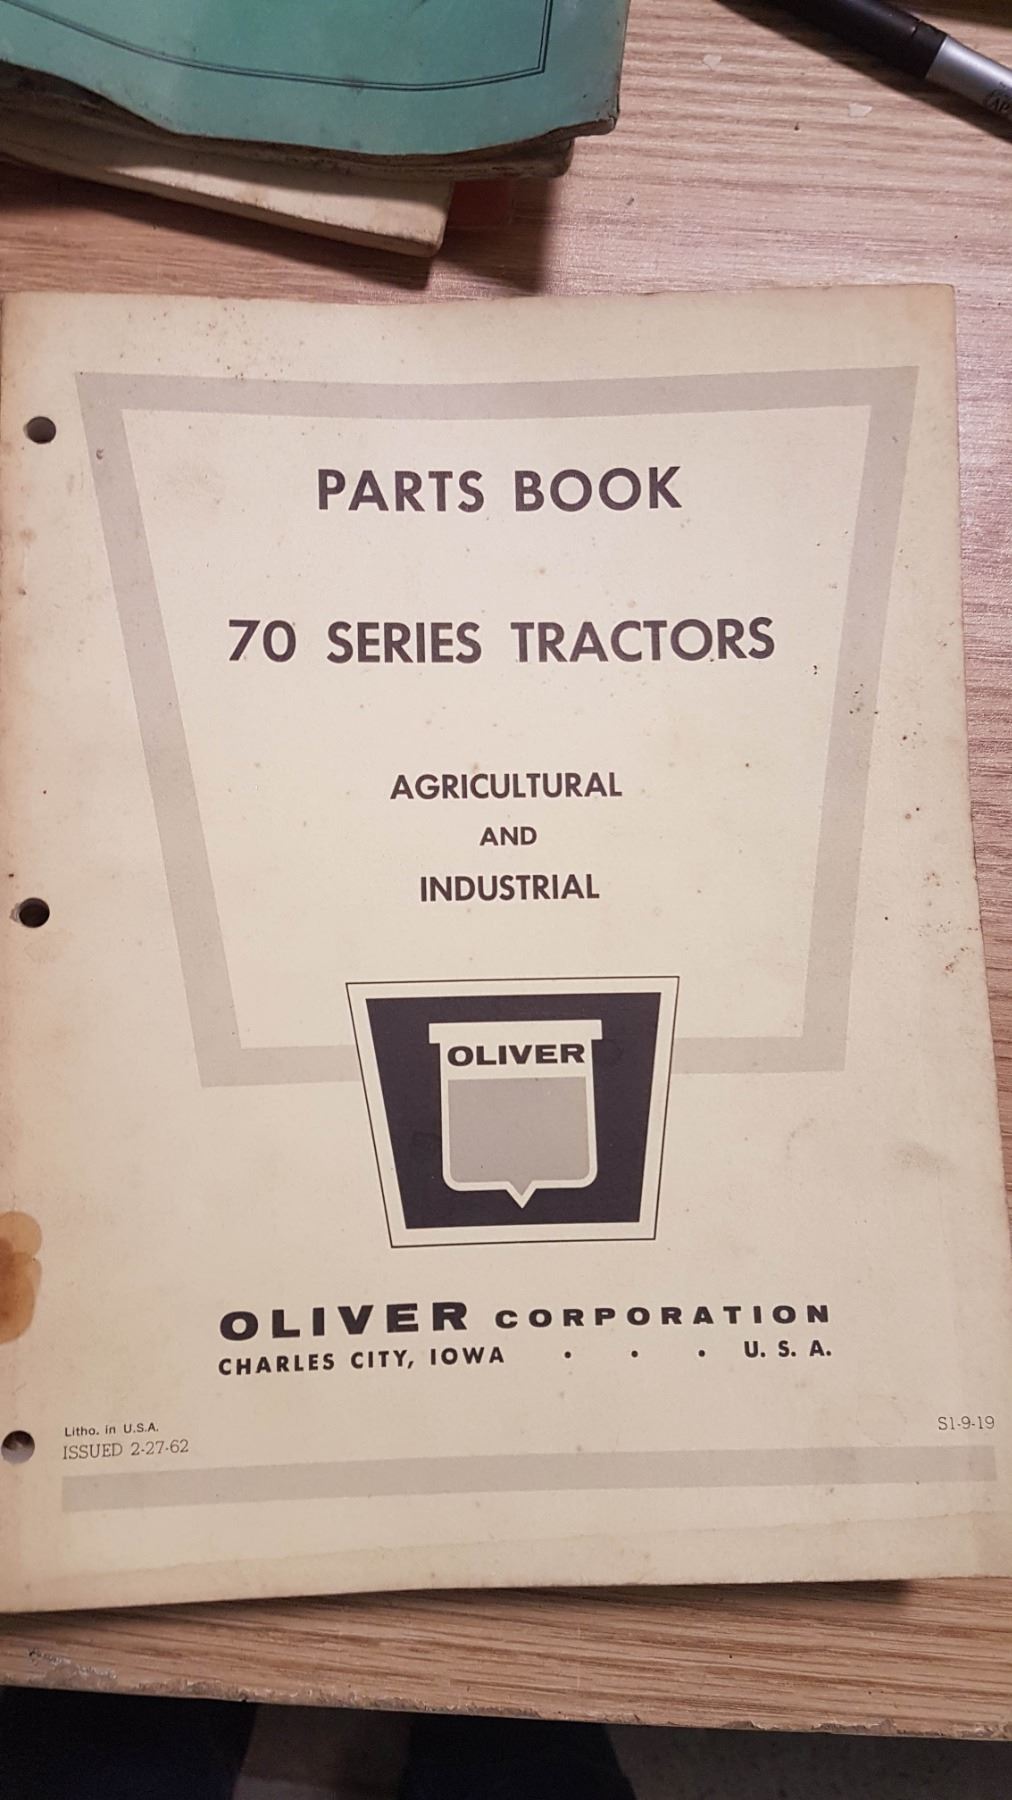 PARTS BOOK
70 SERIES TRACTORS
AGRICULTURAL
AND
INDUSTRIAL
OLIVER
OLIVER CORPORATION
CHARLES CITY, IOWA . . . U. S. A.
Litho. in U.S.A.
ISSUED 2-27-62
S1-9-19